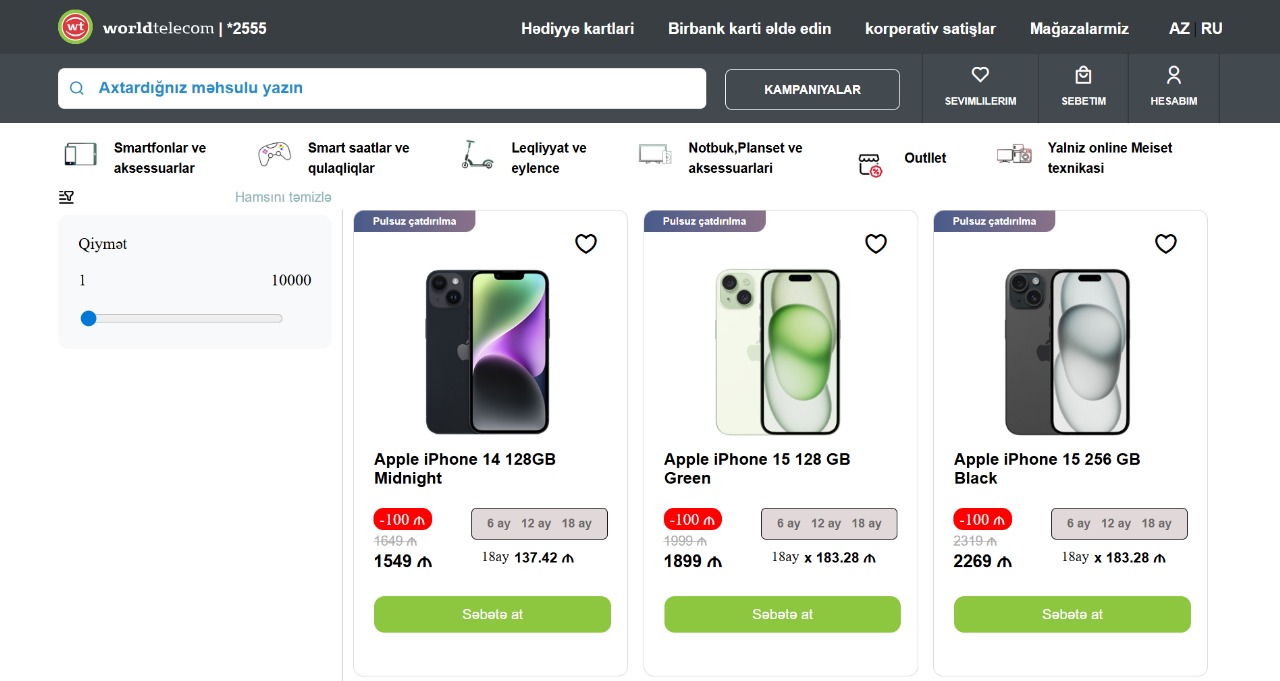 wt worldtelecom | *2555
Hədiyyə kartlari
Birbank karti əldə edin
korperativ satişlar
Mağazalarmiz
AZ | RU
Axtardiğnız məhsulu yazın
KAMPANIYALAR
SEVIMLILERIM
SEBETIM
HESABIM
Smartfonlar ve
aksessuarlar
Smart saatlar ve
qulaqliqlar
Leqliyyat ve
eylence
Notbuk,Planset ve
aksessuarlari
Outllet
Yalniz online Meiset
texnikasi
Hamsını təmizlə
Qiymət
1 10000
Pulsuz çatdırılma
Apple iPhone 14 128GB
Midnight
-100 ₼
1649 ₼
1549 ₼
6 ay 12 ay 18 ay
18ay 137.42 ₼
Səbətə at
Pulsuz çatdırılma
Apple iPhone 15 128 GB
Green
-100 ₼
1999 ₼
1899 ₼
6 ay 12 ay 18 ay
18ay x 183.28 ₼
Səbətə at
Pulsuz çatdırılma
Apple iPhone 15 256 GB
Black
-100 ₼
2319 ₼
2269 ₼
6 ay 12 ay 18 ay
18ay x 183.28 ₼
Səbətə at